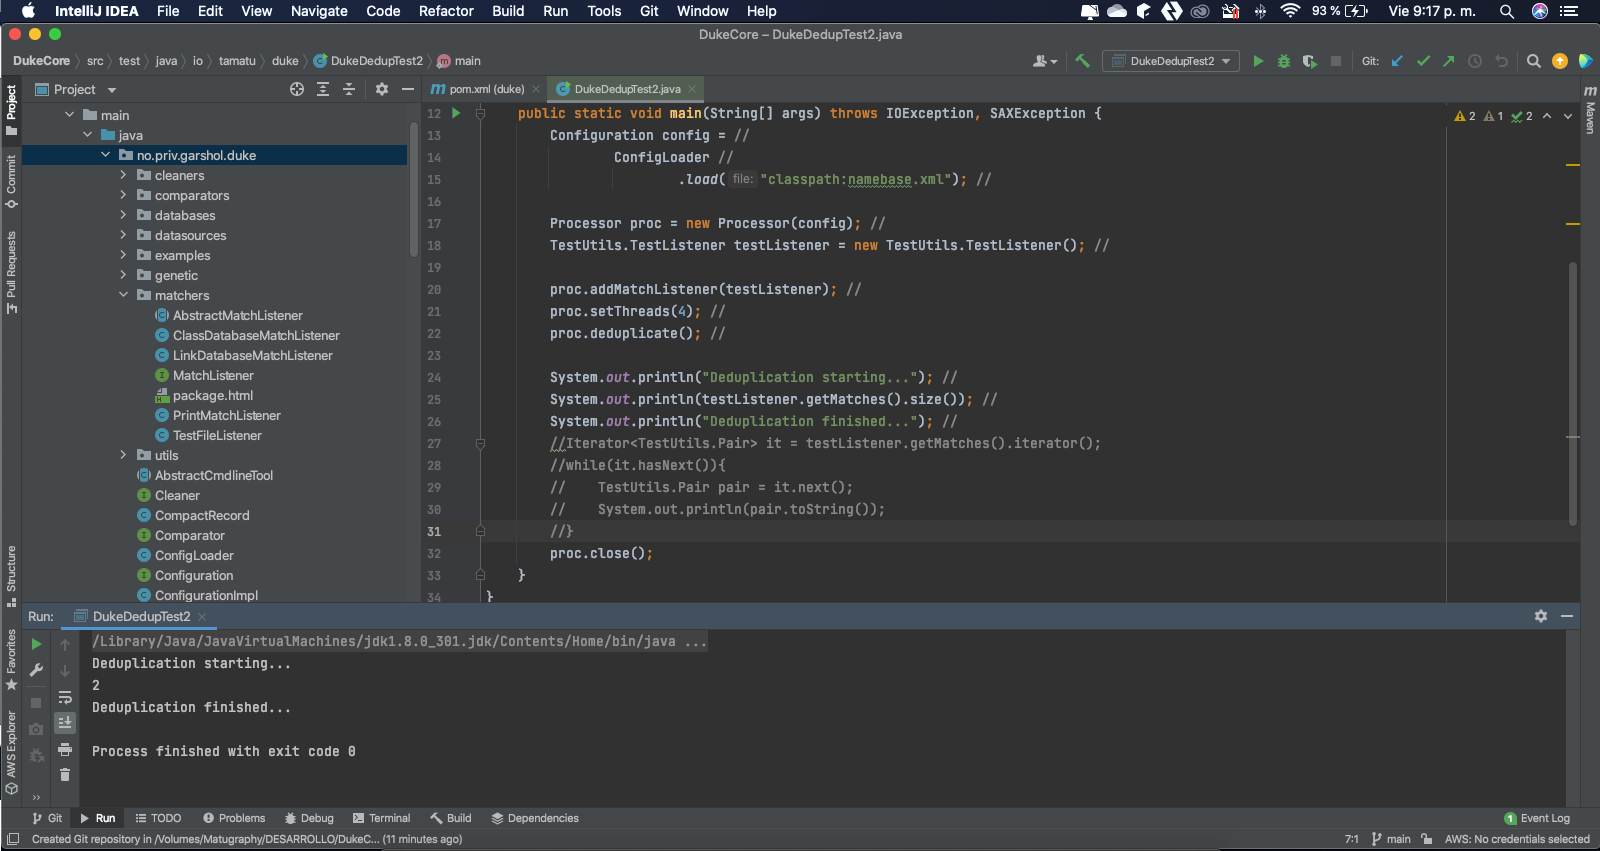 IntelliJ IDEA File Edit View Navigate Code Refactor Build Run Tools Git Window Help 93 % Vie 9:17 p. m.
DukeCore – DukeDedupTest2.java
DukeCore src test java io tamatu duke DukeDedupTest2 main DukeDedupTest2 Git:
Project
pom.xml (duke) DukeDedupTest2.java
main
java
no.priv.garshol.duke
cleaners
comparators
databases
datasources
examples
genetic
matchers
AbstractMatchListener
ClassDatabaseMatchListener
LinkDatabaseMatchListener
MatchListener
package.html
PrintMatchListener
TestFileListener
utils
AbstractCmdlineTool
Cleaner
CompactRecord
Comparator
ConfigLoader
Configuration
ConfigurationImpl
12 public static void main(String[] args) throws IOException, SAXException {
13 Configuration config = //
14 ConfigLoader //
15 .load( file: "classpath:namebase.xml"); //
16
17 Processor proc = new Processor(config); //
18 TestUtils.TestListener testListener = new TestUtils.TestListener(); //
19
20 proc.addMatchListener(testListener); //
21 proc.setThreads(4); //
22 proc.deduplicate(); //
23
24 System.out.println("Deduplication starting..."); //
25 System.out.println(testListener.getMatches().size()); //
26 System.out.println("Deduplication finished..."); //
27 //Iterator<TestUtils.Pair> it = testListener.getMatches().iterator();
28 //while(it.hasNext()){
29 // TestUtils.Pair pair = it.next();
30 // System.out.println(pair.toString());
31 //}
32 proc.close();
33 }
34 }
2 1 2
Project
Commit
Pull Requests
Structure
Favorites
AWS Explorer
Maven
Run: DukeDedupTest2
/Library/Java/JavaVirtualMachines/jdk1.8.0_301.jdk/Contents/Home/bin/java ...
Deduplication starting...
2
Deduplication finished...
Process finished with exit code 0
Git Run TODO Problems Debug Terminal Build Dependencies 1 Event Log
Created Git repository in /Volumes/Matugraphy/DESARROLLO/DukeC... (11 minutes ago) 7:1 main AWS: No credentials selected